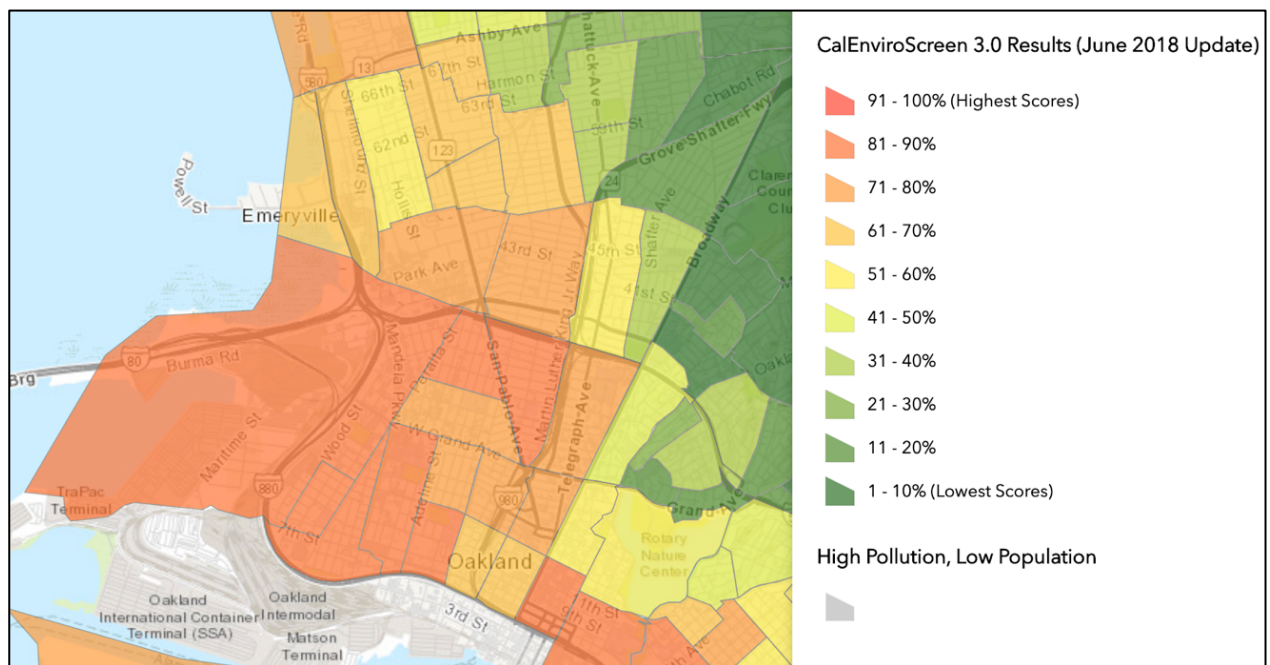 Ashby Ave
Shattuck Ave
Chabot Rd
13
580
67th St
Harmon St
66th St
63rd St
59th St
Grove Shafter Fwy
Shellmound St
62nd St
123
24
Powell St
Hollis St
Shafter Ave
Broadway
Emeryville
43rd St
45th St
Park Ave
41st St
Martin Luther King Jr Way
80
Burma Rd
Brg
Mandela Pkwy
Peralta St
San Pablo Ave
Telegraph Ave
Maritime St
Wood St
W Grand Ave
Adeline St
880
980
Grand Ave
TraPac
Terminal
7th St
Oakland
Rotary
Nature
Center
Oakland
International Container
Terminal (SSA)
Oakland
Intermodal
Matson
Terminal
3rd St
11th St
9th St
CalEnviroScreen 3.0 Results (June 2018 Update)
91 - 100% (Highest Scores)
81 - 90%
71 - 80%
61 - 70%
51 - 60%
41 - 50%
31 - 40%
21 - 30%
11 - 20%
1 - 10% (Lowest Scores)
High Pollution, Low Population